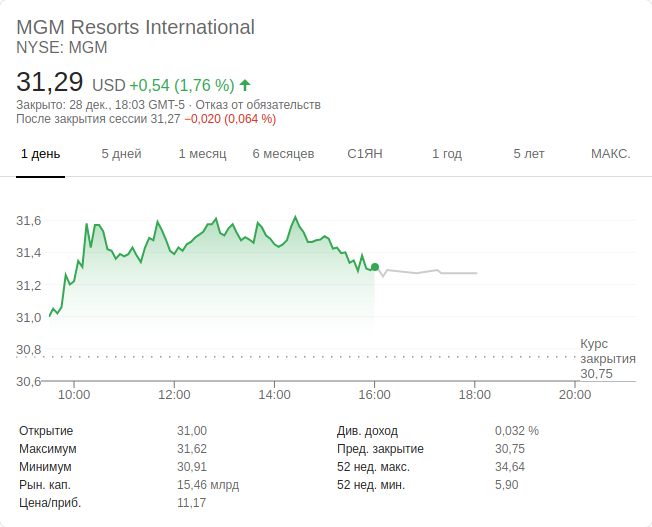 MGM Resorts International
NYSE: MGM
31,29 USD +0,54 (1,76 %)
Закрыто: 28 дек., 18:03 GMT-5 · Отказ от обязательств
После закрытия сессии 31,27 −0,020 (0,064 %)
1 день 5 дней 1 месяц 6 месяцев С1ЯН 1 год 5 лет МАКС.
31,6
31,4
31,2
31,0
30,8
30,6
Курс
закрытия
30,75
10:00 12:00 14:00 16:00 18:00 20:00
Открытие 31,00 Див. доход 0,032 %
Максимум 31,62 Пред. закрытие 30,75
Минимум 30,91 52 нед. макс. 34,64
Рын. кап. 15,46 млрд 52 нед. мин. 5,90
Цена/приб. 11,17